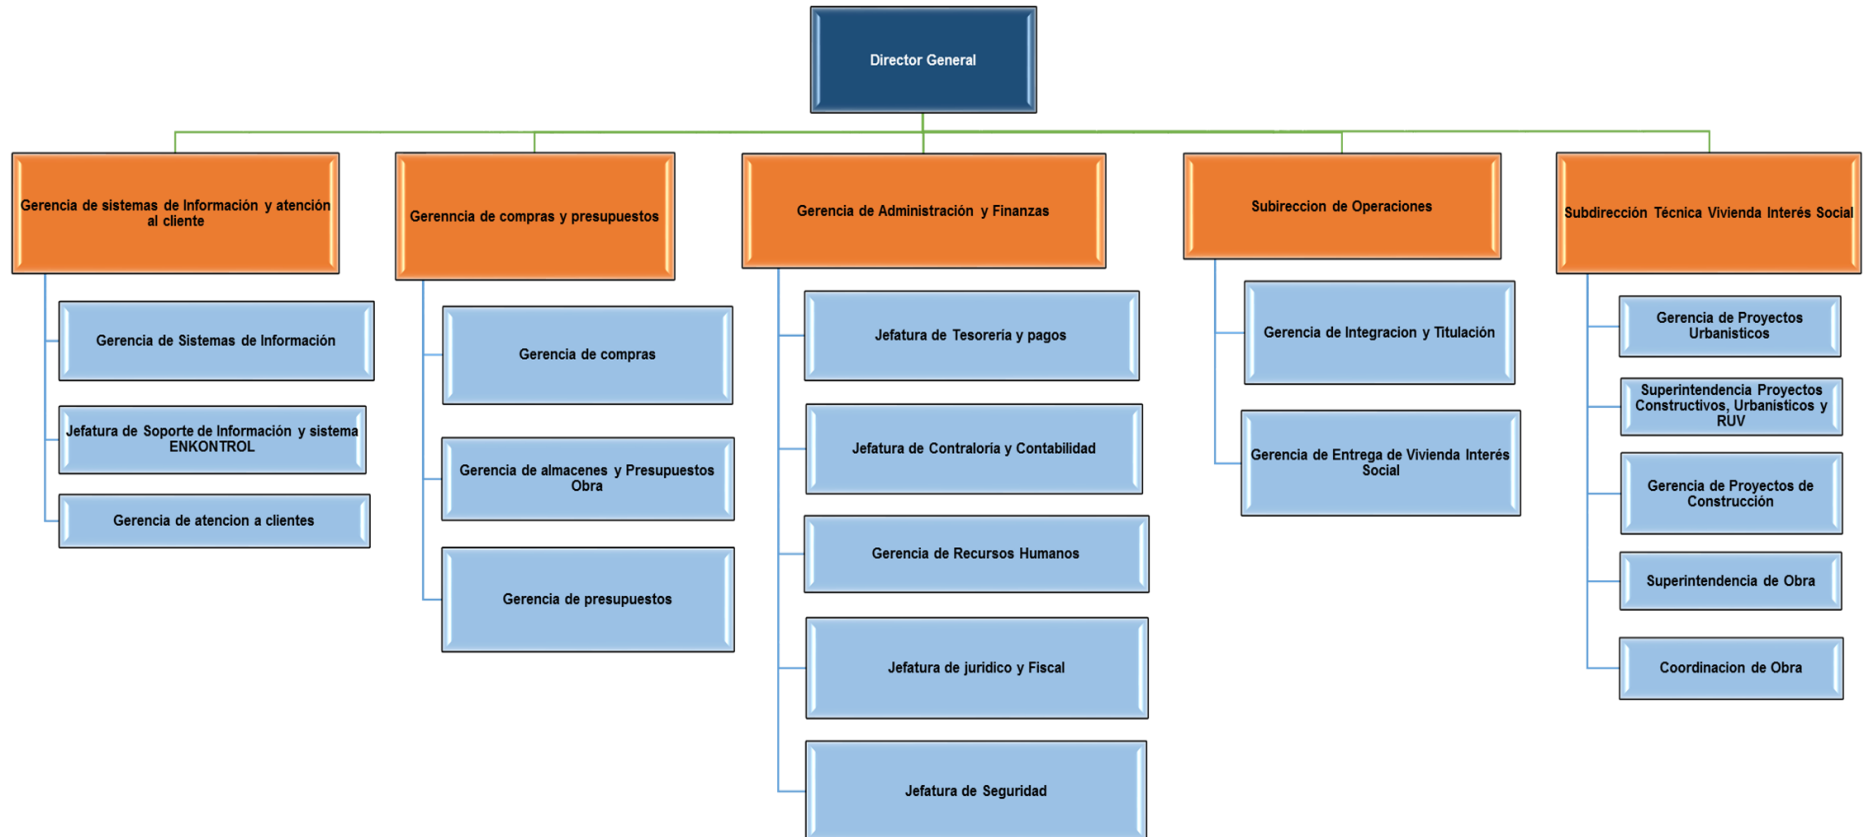 Director General
Gerencia de sistemas de Información y atención
al cliente
Gerenncia de compras y presupuestos
Gerencia de Administración y Finanzas
Subireccion de Operaciones
Subdirección Técnica Vivienda Interés Social
Gerencia de Sistemas de Información
Jefatura de Soporte de Información y sistema
ENKONTROL
Gerencia de atencion a clientes
Gerencia de compras
Gerencia de almacenes y Presupuestos
Obra
Gerencia de presupuestos
Jefatura de Tesorería y pagos
Jefatura de Contraloría y Contabilidad
Gerencia de Recursos Humanos
Jefatura de juridico y Fiscal
Jefatura de Seguridad
Gerencia de Integracion y Titulación
Gerencia de Entrega de Vivienda Interés
Social
Gerencia de Proyectos
Urbanisticos
Superintendencia Proyectos
Constructivos, Urbanísticos y
RUV
Gerencia de Proyectos de
Construcción
Superintendencia de Obra
Coordinacion de Obra